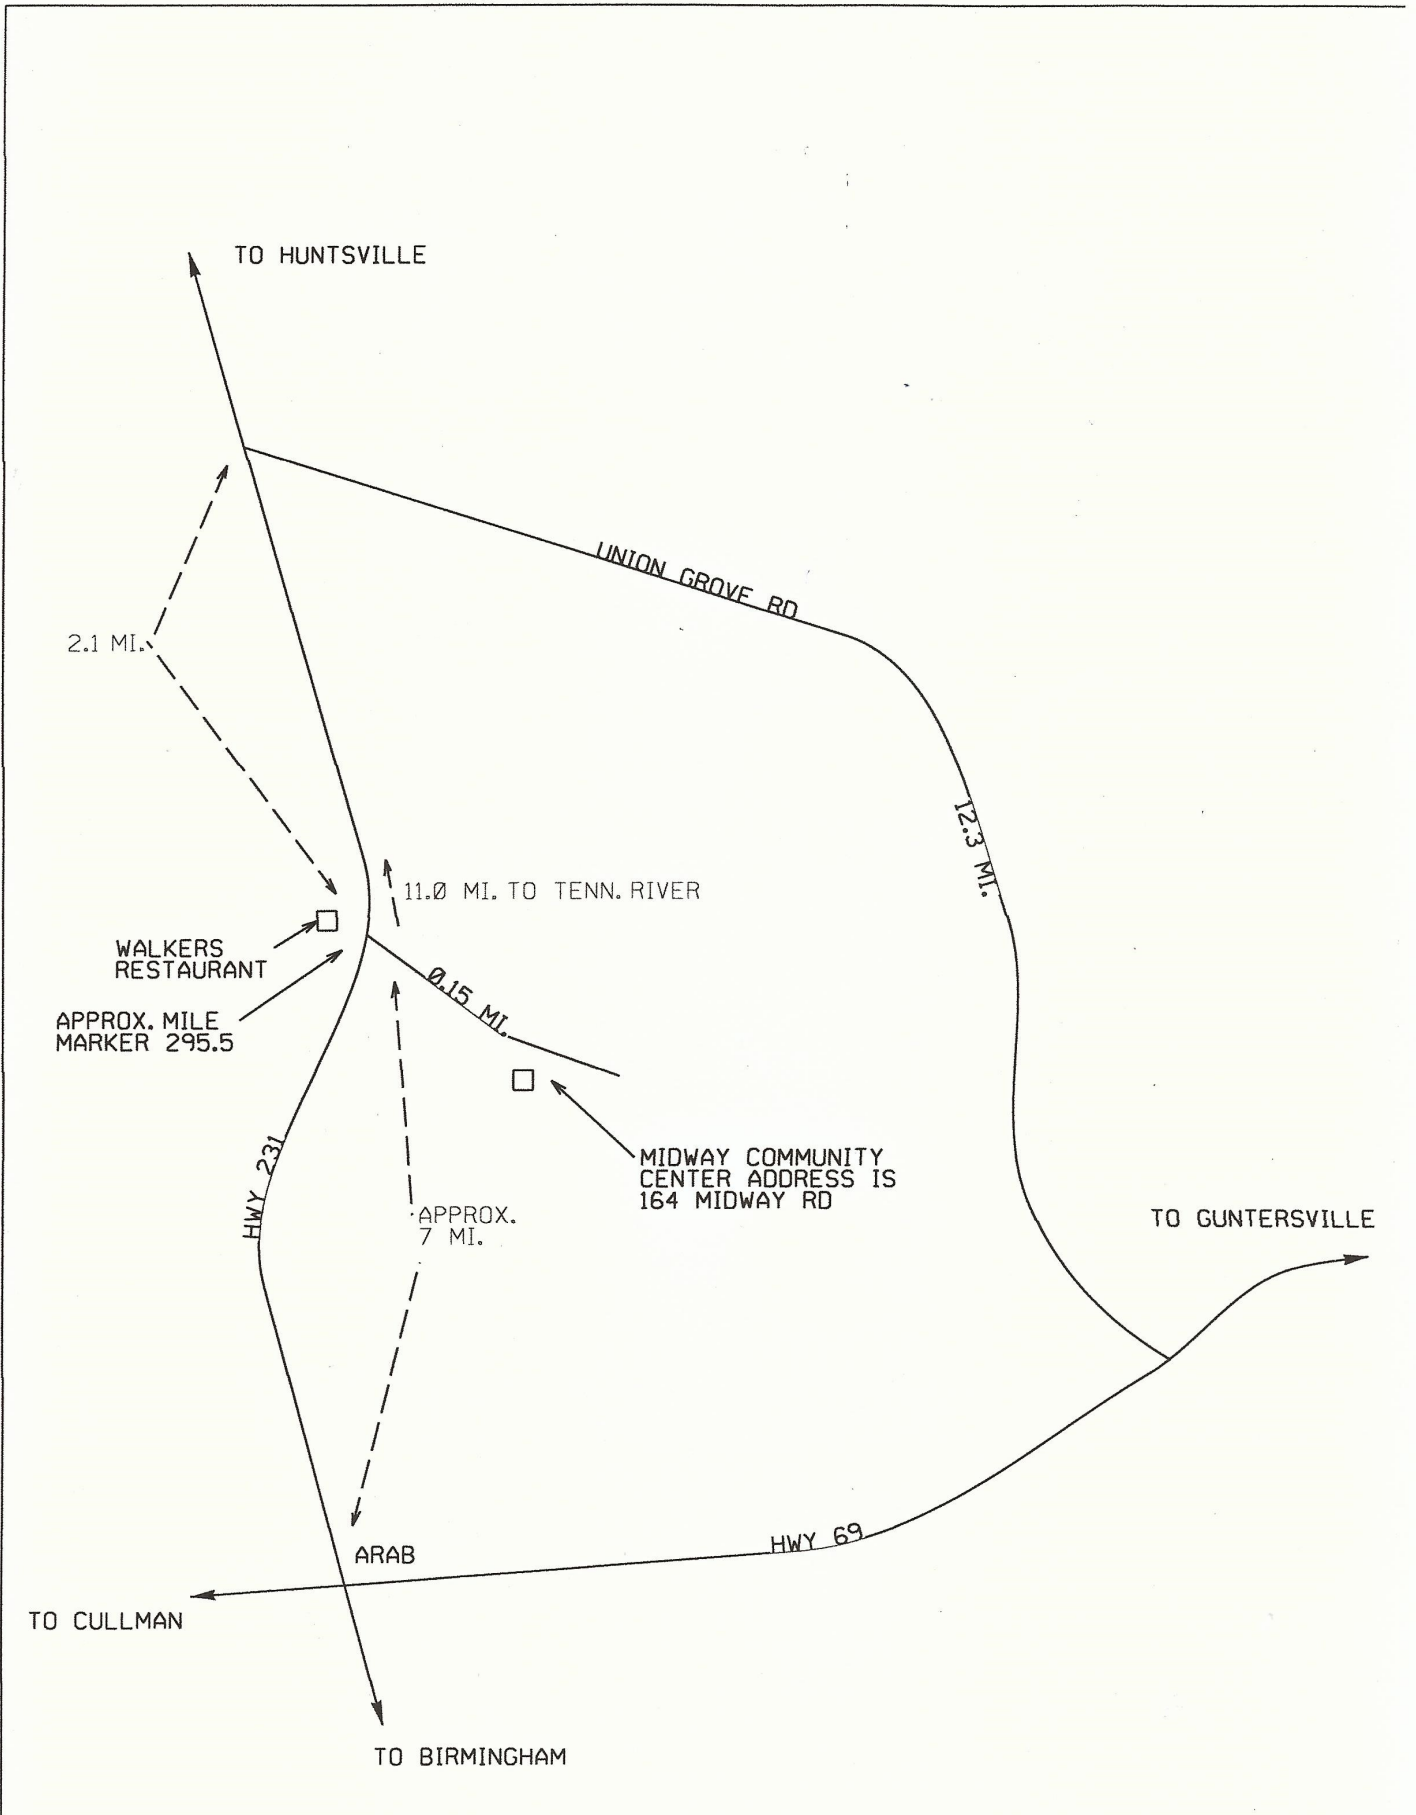 TO HUNTSVILLE
UNION GROVE RD
2.1 MI.
12.3 MI.
11.0 MI. TO TENN. RIVER
WALKERS
RESTAURANT
0.15 MI.
APPROX. MILE
MARKER 295.5
HWY 231
MIDWAY COMMUNITY
CENTER ADDRESS IS
164 MIDWAY RD
APPROX.
7 MI.
TO GUNTERSVILLE
HWY 69
ARAB
TO CULLMAN
TO BIRMINGHAM